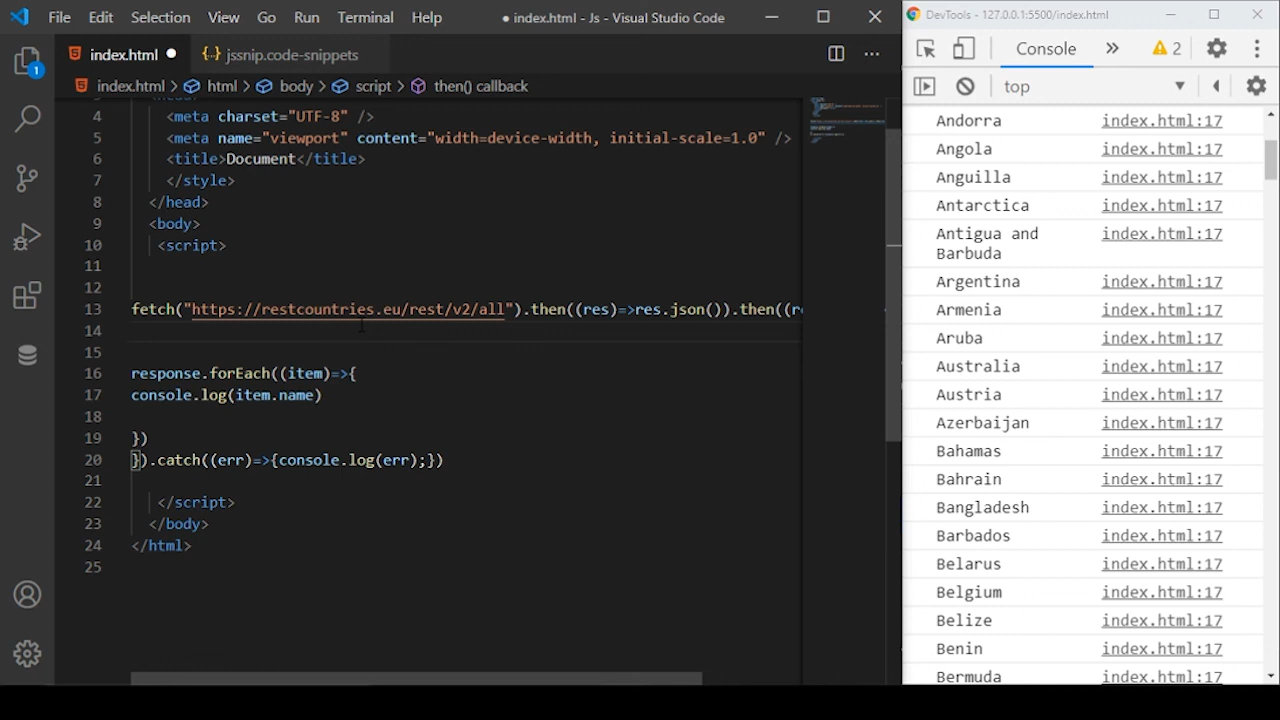 File Edit Selection View Go Run Terminal Help ● index.html - Js - Visual Studio Code
index.html ● {} jssnip.code-snippets
1
index.html > html > body > script > then() callback
4 <meta charset="UTF-8" />
5 <meta name="viewport" content="width=device-width, initial-scale=1.0" />
6 <title>Document</title>
7 </style>
8 </head>
9 <body>
10 <script>
11
12
13 fetch("https://restcountries.eu/rest/v2/all").then((res)=>res.json()).then((re
14
15
16 response.forEach((item)=>{
17 console.log(item.name)
18
19 })
20 }).catch((err)=>{console.log(err);})
21
22 </script>
23 </body>
24 </html>
25
DevTools - 127.0.0.1:5500/index.html
Console » 2
top
Andorra index.html:17
Angola index.html:17
Anguilla index.html:17
Antarctica index.html:17
Antigua and index.html:17
Barbuda
Argentina index.html:17
Armenia index.html:17
Aruba index.html:17
Australia index.html:17
Austria index.html:17
Azerbaijan index.html:17
Bahamas index.html:17
Bahrain index.html:17
Bangladesh index.html:17
Barbados index.html:17
Belarus index.html:17
Belgium index.html:17
Belize index.html:17
Benin index.html:17
Bermuda index.html:17